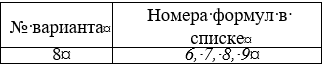 №·варианта¤
Номера·формул·в·
списке¤
8¤
6,·7,·8,·9¤